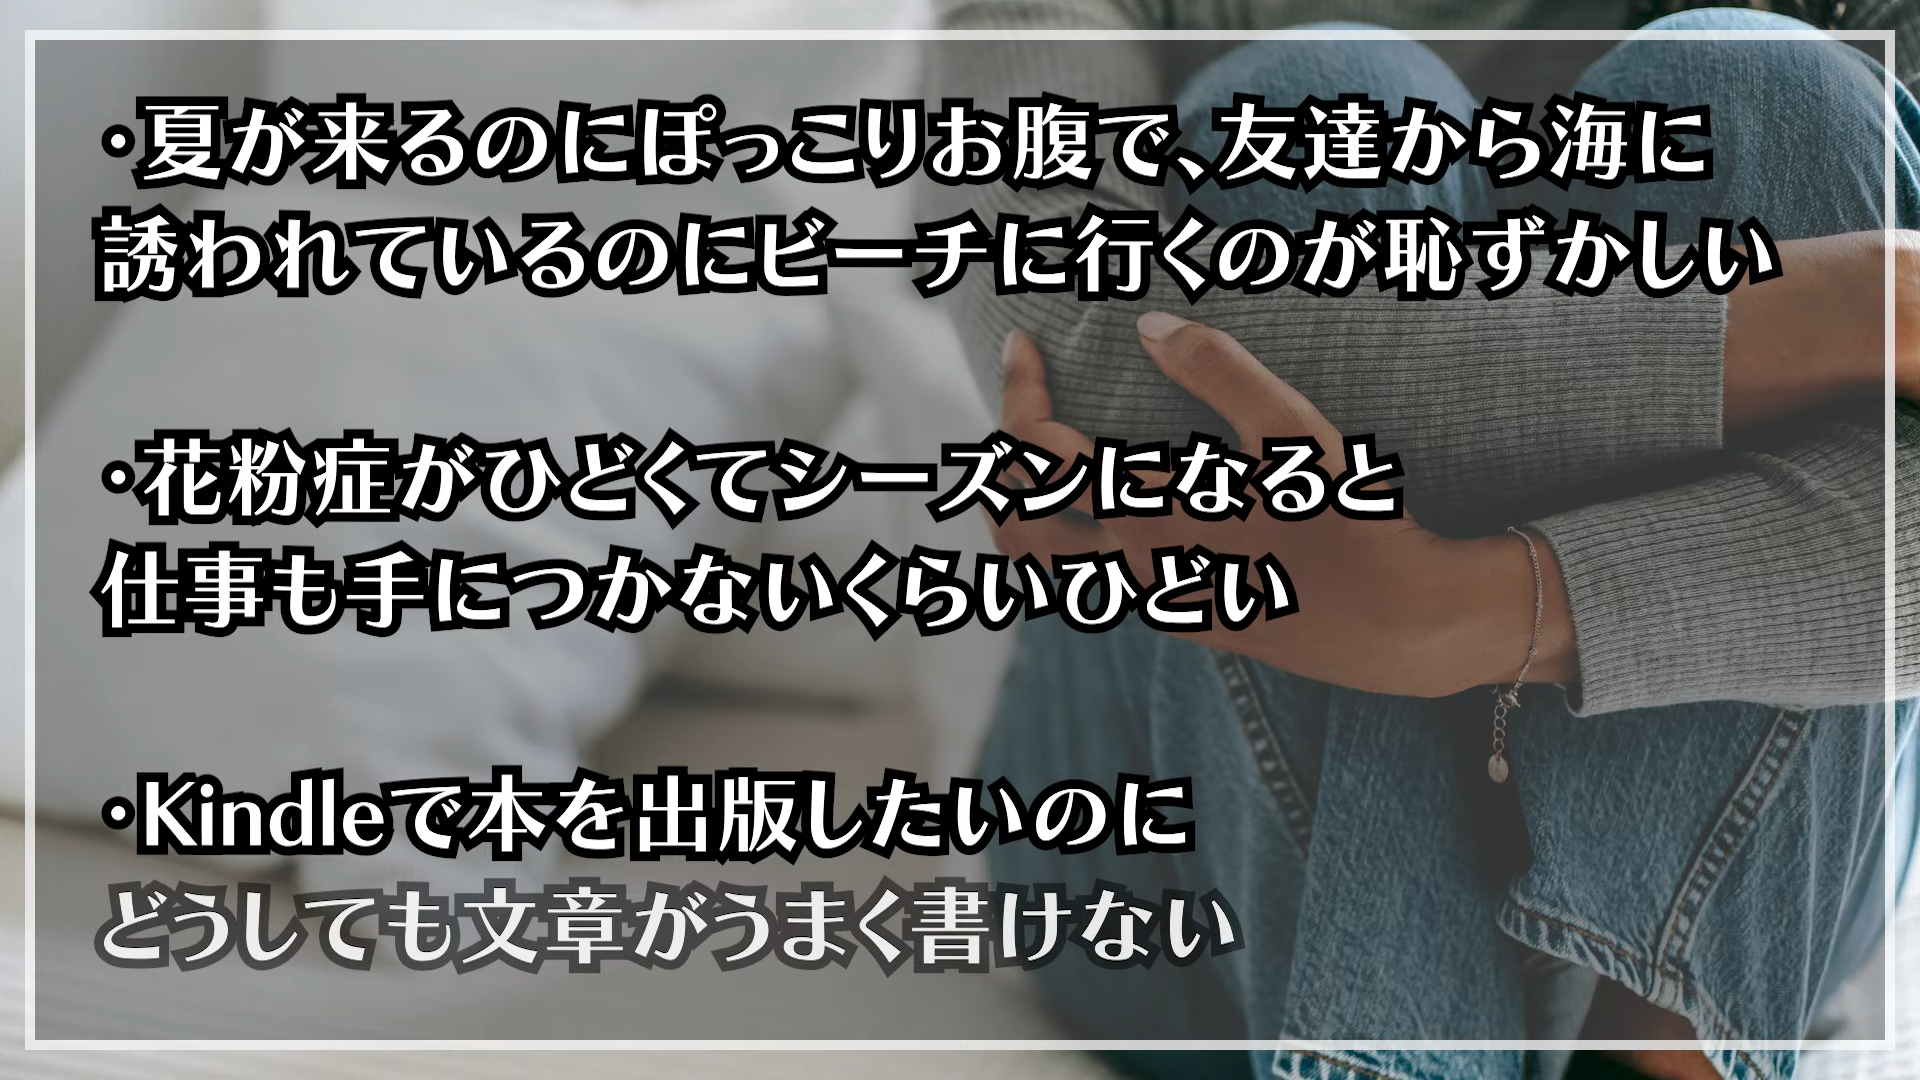 ・夏が来るのにぽっこりお腹で、友達から海に
誘われているのにビーチに行くのが恥ずかしい
・花粉症がひどくてシーズンになると
仕事も手につかないくらいひどい
・Kindleで本を出版したいのに
どうしても文章がうまく書けない